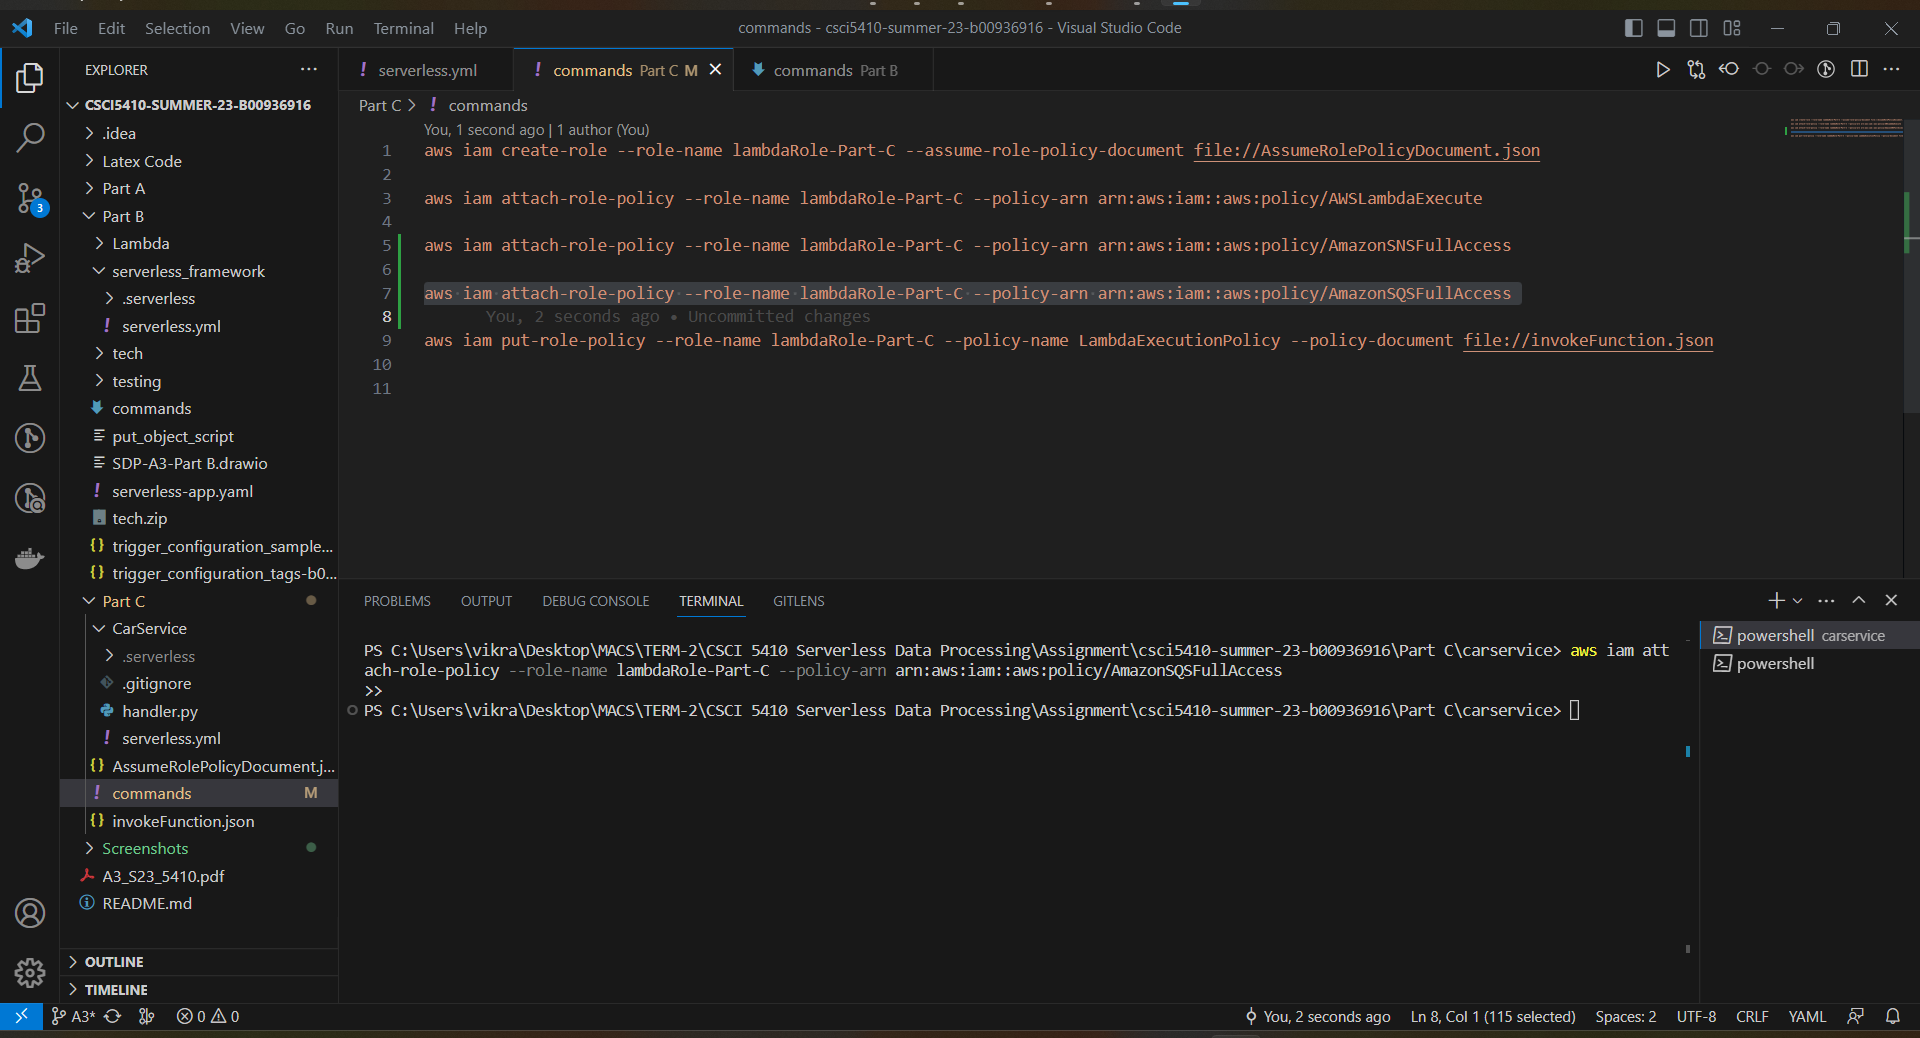 File Edit Selection View Go Run Terminal Help
commands - csci5410-summer-23-b00936916 - Visual Studio Code
EXPLORER
CSCI5410-SUMMER-23-B00936916
.idea
Latex Code
Part A
Part B
Lambda
serverless_framework
.serverless
serverless.yml
tech
testing
commands
put_object_script
SDP-A3-Part B.drawio
serverless-app.yaml
tech.zip
trigger_configuration_sample...
trigger_configuration_tags-b0...
Part C
CarService
.serverless
.gitignore
handler.py
serverless.yml
AssumeRolePolicyDocument.j...
commands M
invokeFunction.json
Screenshots
A3_S23_5410.pdf
README.md
OUTLINE
TIMELINE
serverless.yml
commands Part C M
commands Part B
Part C > commands
You, 1 second ago | 1 author (You)
1 aws iam create-role --role-name lambdaRole-Part-C --assume-role-policy-document file://AssumeRolePolicyDocument.json
2
3 aws iam attach-role-policy --role-name lambdaRole-Part-C --policy-arn arn:aws:iam::aws:policy/AWSLambdaExecute
4
5 aws iam attach-role-policy --role-name lambdaRole-Part-C --policy-arn arn:aws:iam::aws:policy/AmazonSNSFullAccess
6
7 aws iam attach-role-policy --role-name lambdaRole-Part-C --policy-arn arn:aws:iam::aws:policy/AmazonSQSFullAccess
8 You, 2 seconds ago • Uncommitted changes
9 aws iam put-role-policy --role-name lambdaRole-Part-C --policy-name LambdaExecutionPolicy --policy-document file://invokeFunction.json
10
11
PROBLEMS OUTPUT DEBUG CONSOLE TERMINAL GITLENS
PS C:\Users\vikra\Desktop\MACS\TERM-2\CSCI 5410 Serverless Data Processing\Assignment\csci5410-summer-23-b00936916\Part C\carservice> aws iam att
ach-role-policy --role-name lambdaRole-Part-C --policy-arn arn:aws:iam::aws:policy/AmazonSQSFullAccess
>>
PS C:\Users\vikra\Desktop\MACS\TERM-2\CSCI 5410 Serverless Data Processing\Assignment\csci5410-summer-23-b00936916\Part C\carservice>
powershell carservice
powershell
3
A3* 0 0
You, 2 seconds ago Ln 8, Col 1 (115 selected) Spaces: 2 UTF-8 CRLF YAML